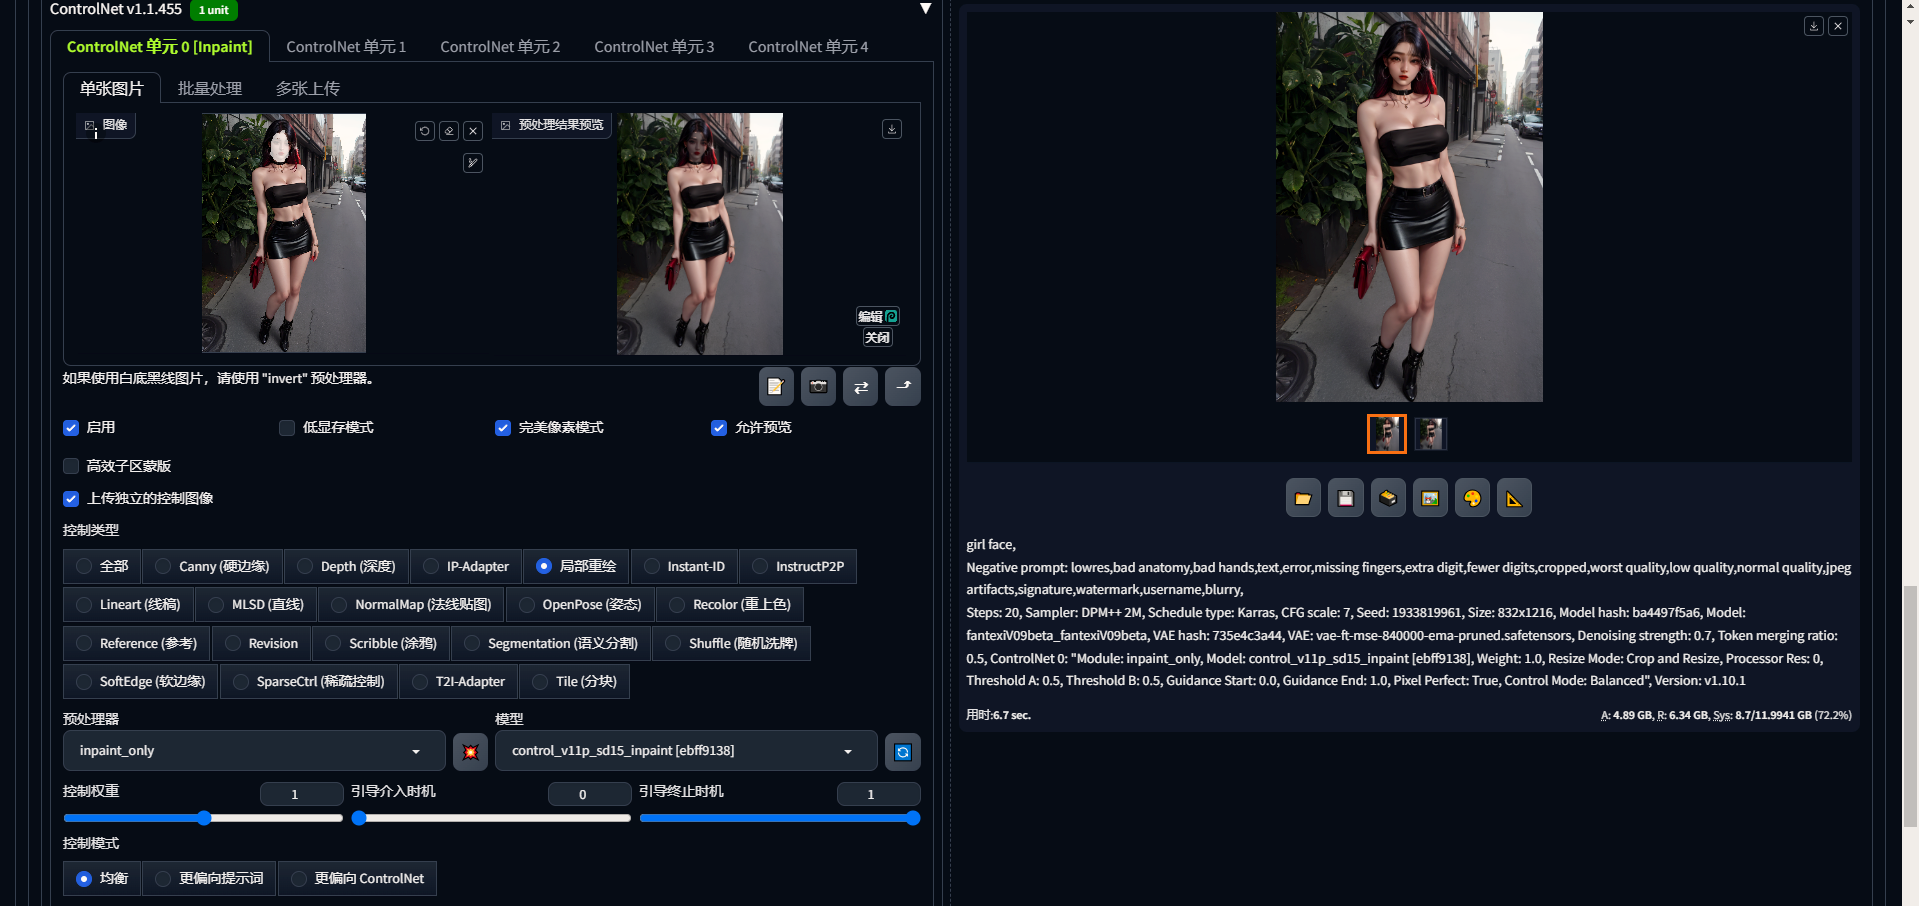 ControlNet v1.1.455 1 unit ▼
ControlNet 单元 0 [Inpaint] ControlNet 单元 1 ControlNet 单元 2 ControlNet 单元 3 ControlNet 单元 4
单张图片 批量处理 多张上传
图像 预处理结果预览
编辑
关闭
如果使用白底黑线图片，请使用 "invert" 预处理器。
启用 低显存模式 完美像素模式 允许预览
高效子区蒙版
上传独立的控制图像
控制类型
全部 Canny (硬边缘) Depth (深度) IP-Adapter 局部重绘 Instant-ID InstructP2P
Lineart (线稿) MLSD (直线) NormalMap (法线贴图) OpenPose (姿态) Recolor (重上色)
Reference (参考) Revision Scribble (涂鸦) Segmentation (语义分割) Shuffle (随机洗牌)
SoftEdge (软边缘) SparseCtrl (稀疏控制) T2I-Adapter Tile (分块)
预处理器 模型
inpaint_only control_v11p_sd15_inpaint [ebff9138]
控制权重 1 引导介入时机 0 引导终止时机 1
控制模式
均衡 更偏向提示词 更偏向 ControlNet
girl face,
Negative prompt: lowres,bad anatomy,bad hands,text,error,missing fingers,extra digit,fewer digits,cropped,worst quality,low quality,normal quality,jpeg
artifacts,signature,watermark,username,blurry,
Steps: 20, Sampler: DPM++ 2M, Schedule type: Karras, CFG scale: 7, Seed: 1933819961, Size: 832x1216, Model hash: ba4497f5a6, Model:
fantexiV09beta_fantexiV09beta, VAE hash: 735e4c3a44, VAE: vae-ft-mse-840000-ema-pruned.safetensors, Denoising strength: 0.7, Token merging ratio:
0.5, ControlNet 0: "Module: inpaint_only, Model: control_v11p_sd15_inpaint [ebff9138], Weight: 1.0, Resize Mode: Crop and Resize, Processor Res: 0,
Threshold A: 0.5, Threshold B: 0.5, Guidance Start: 0.0, Guidance End: 1.0, Pixel Perfect: True, Control Mode: Balanced", Version: v1.10.1
用时:6.7 sec. A: 4.89 GB, R: 6.34 GB, Sys: 8.7/11.9941 GB (72.2%)